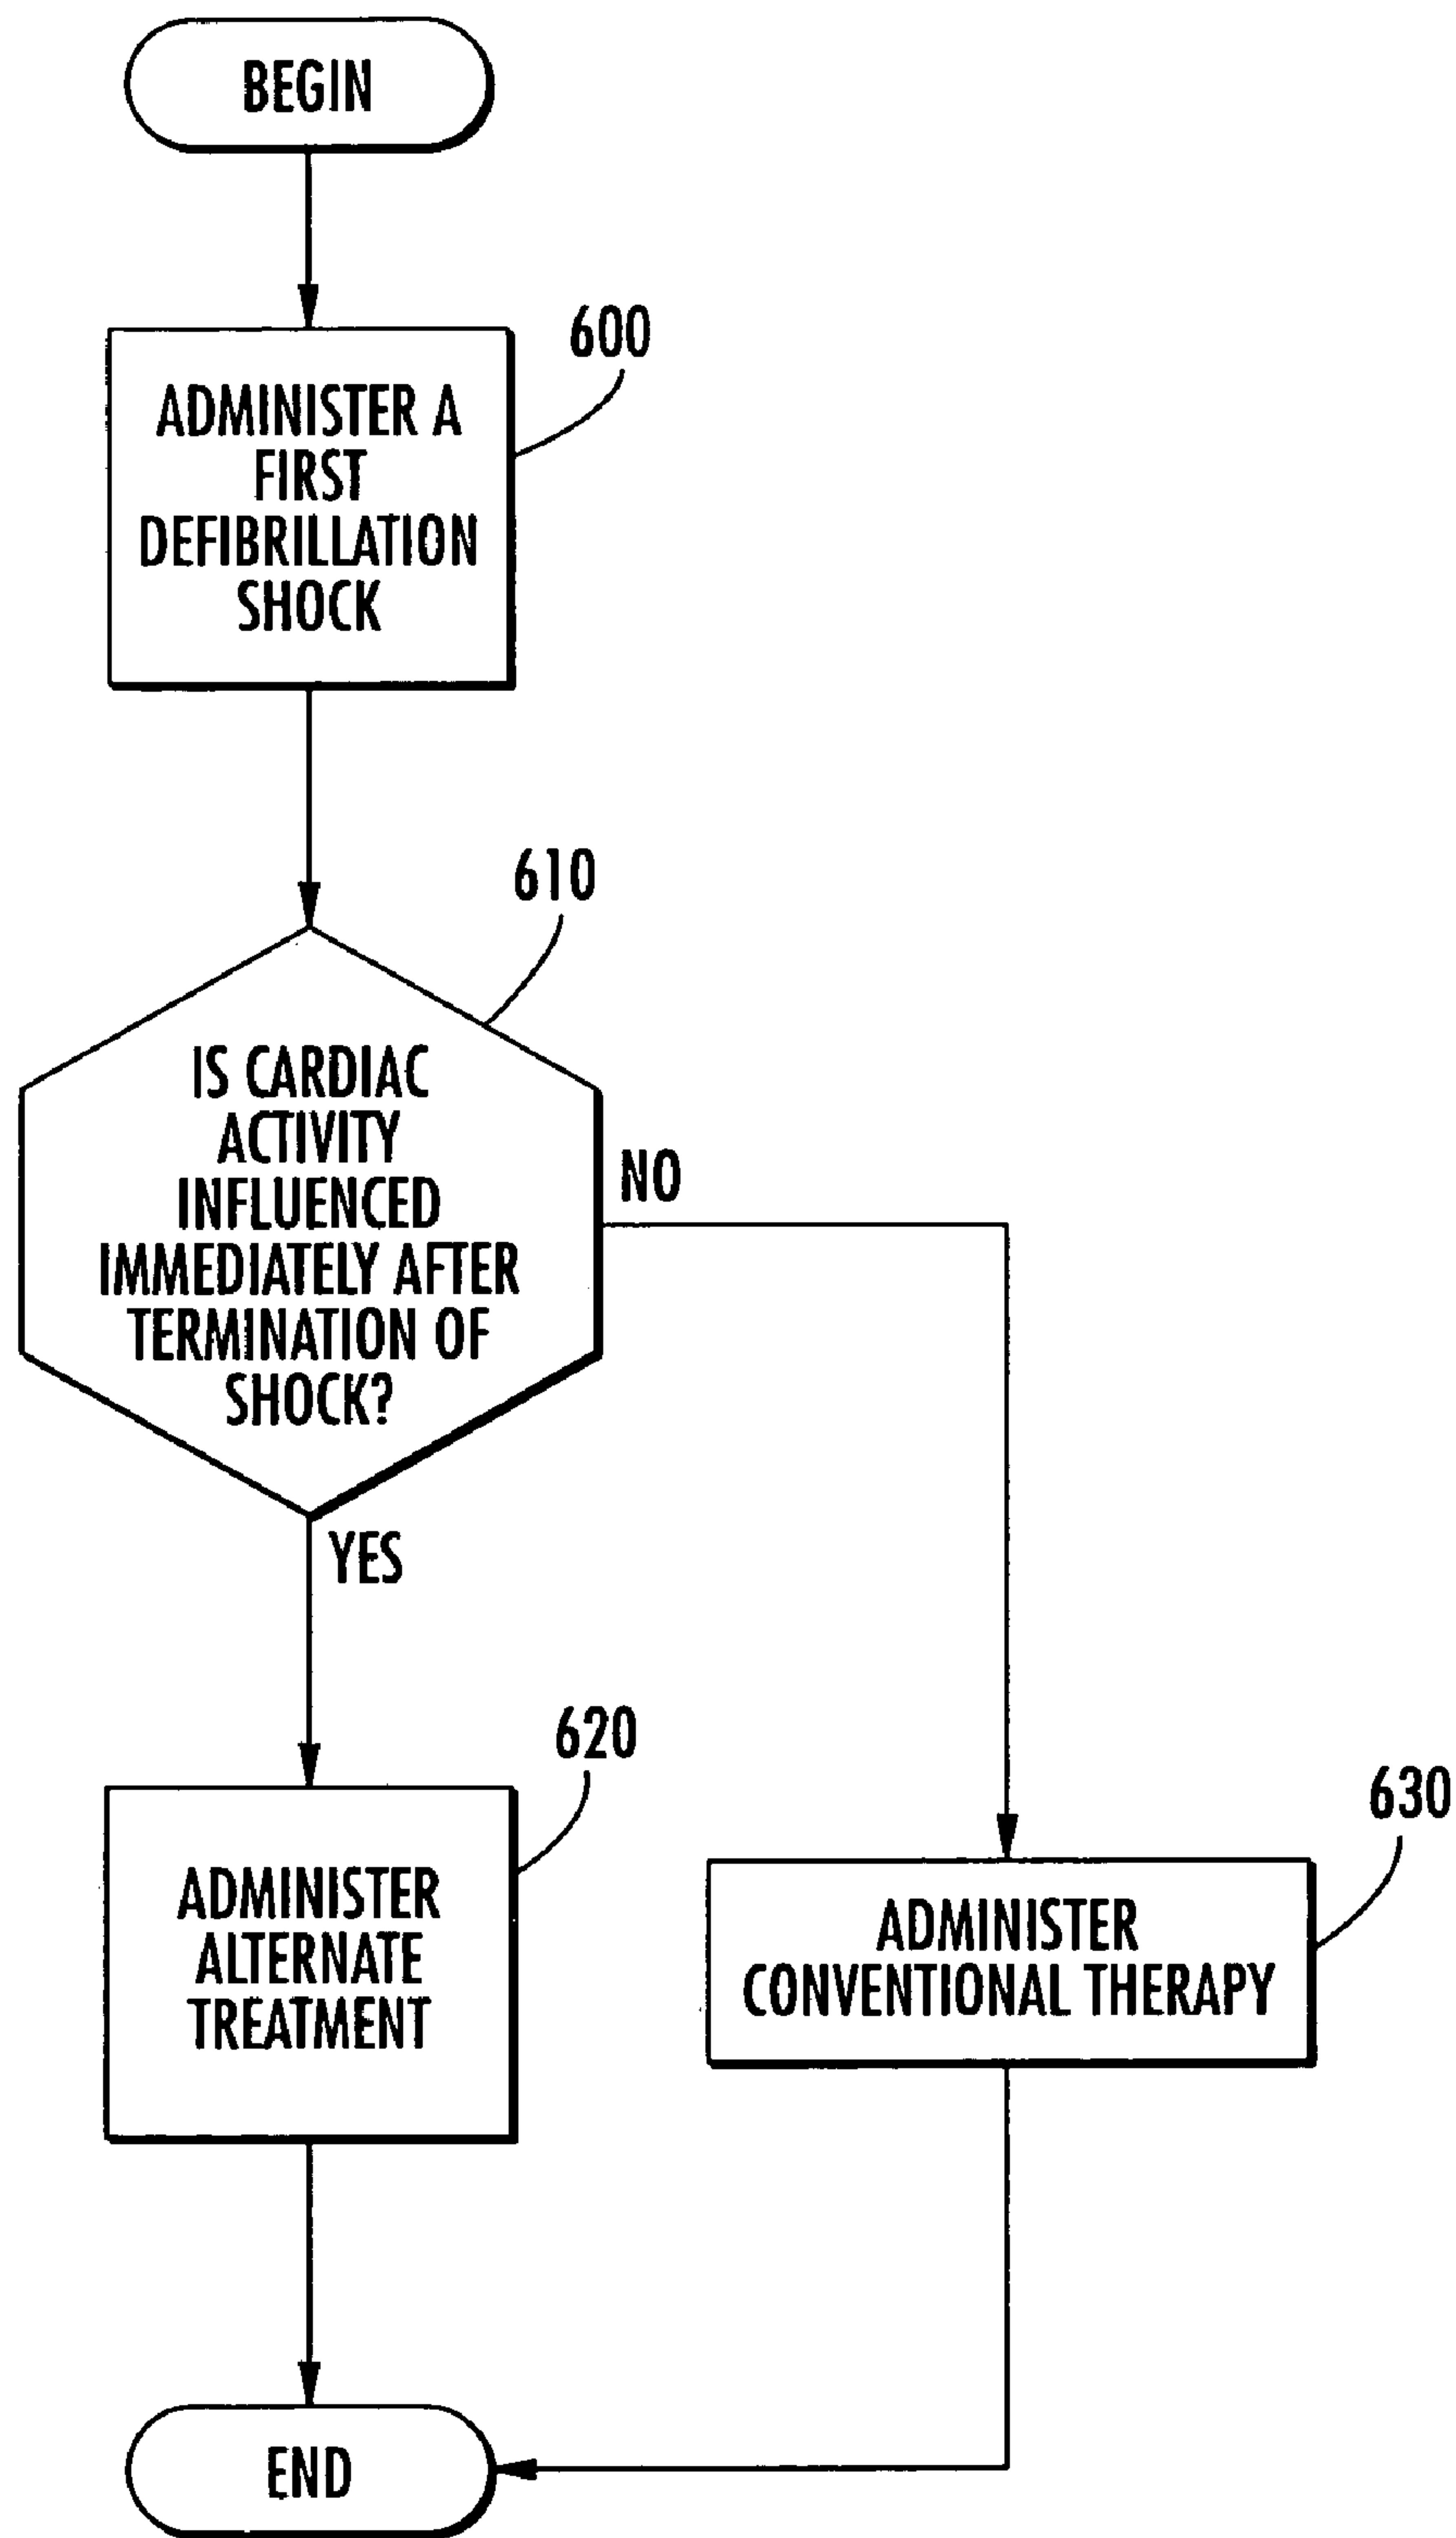 BEGIN
600
ADMINISTER A
FIRST
DEFIBRILLATION
SHOCK
610
IS CARDIAC
ACTIVITY
INFLUENCED
IMMEDIATELY AFTER
TERMINATION OF
SHOCK?
NO
YES
620
ADMINISTER
ALTERNATE
TREATMENT
630
ADMINISTER
CONVENTIONAL THERAPY
END